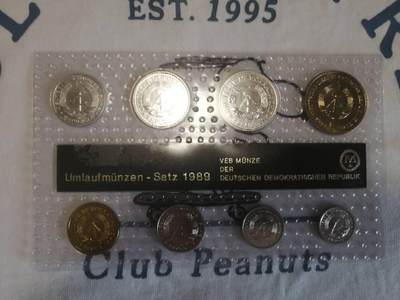 EST. 1995
Umlaufmünzen - Satz 1989
VEB MÜNZE
DER
DEUTSCHEN DEMOKRATISCHEN REPUBLIK
Club Peanuts